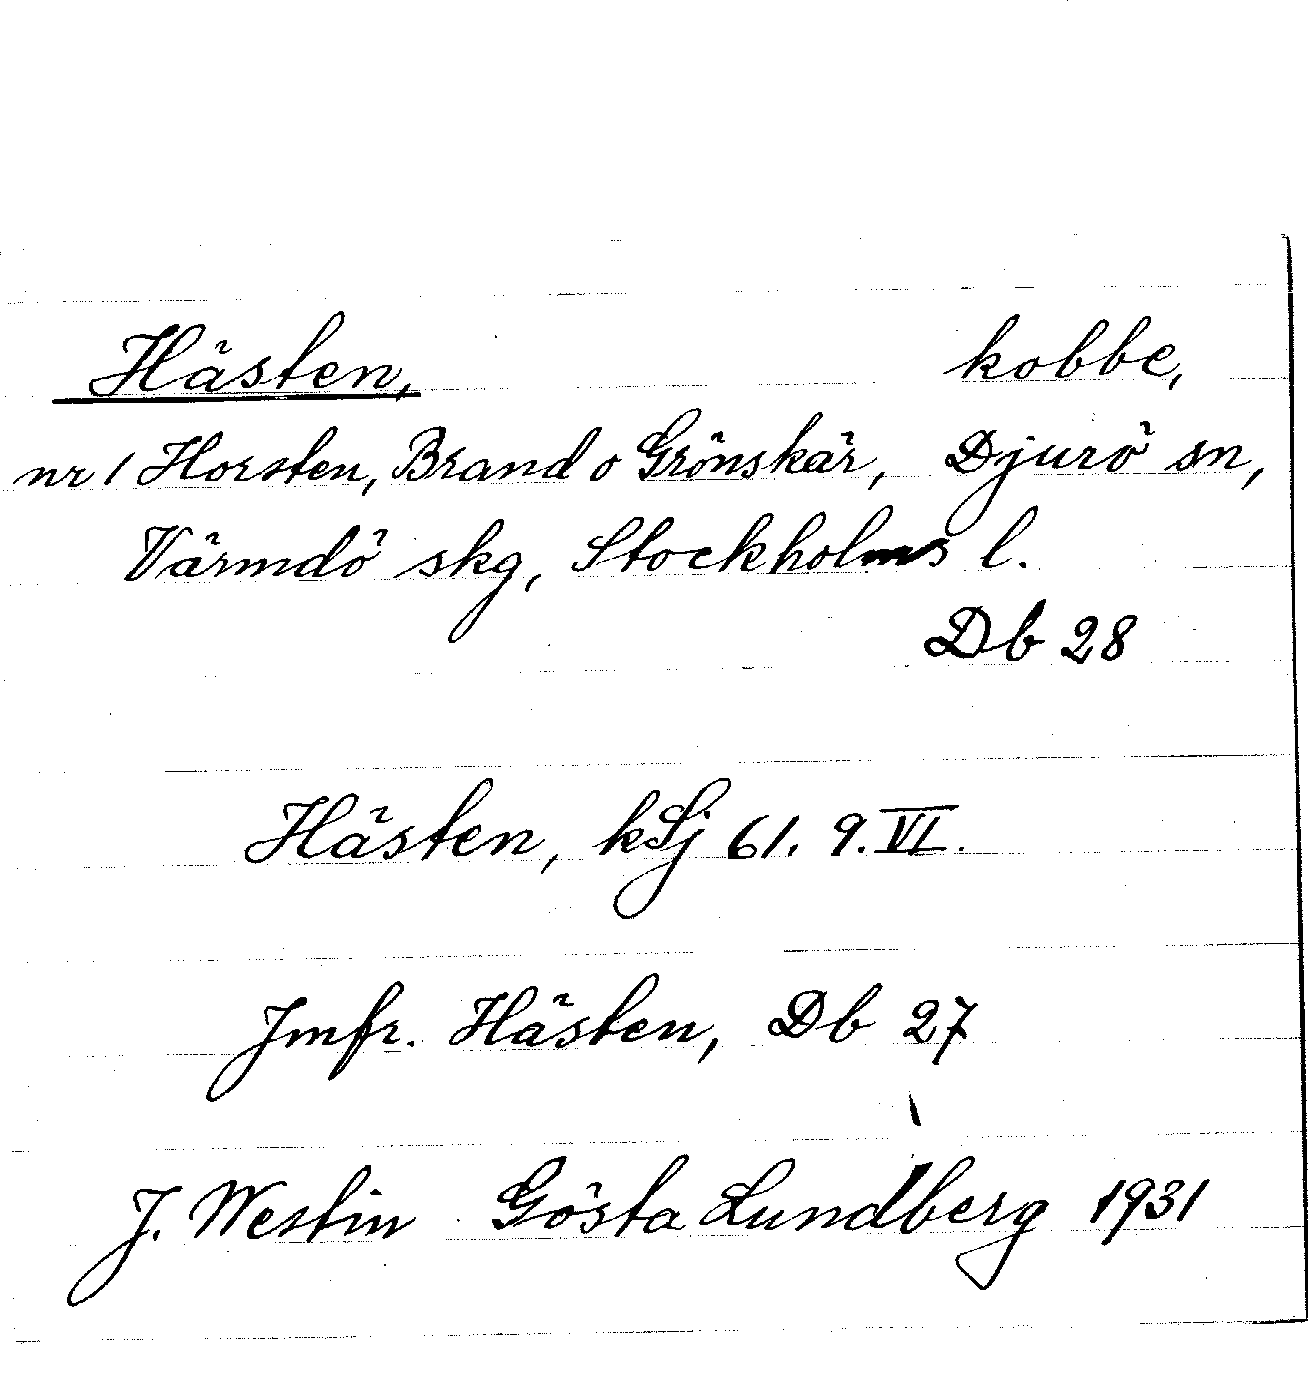 Hästen, kobbe,
nr 1 Horsten, Brand o Grönskär, Djurö sn,
Värmdö skg, Stockholms l.
Db 28
Hästen, kSj 61. 9. VI.
Jmfr. Hästen, Db 27
J. Westin Gösta Lundberg 1931